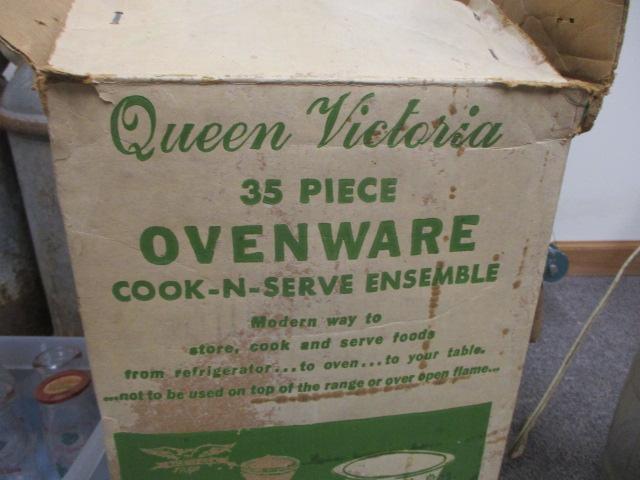 Queen Victoria
35 PIECE
OVENWARE
COOK-N-SERVE ENSEMBLE
Modern way to
store, cook and serve foods
from refrigerator...to oven...to your table.
...not to be used on top of the range or over open flame...